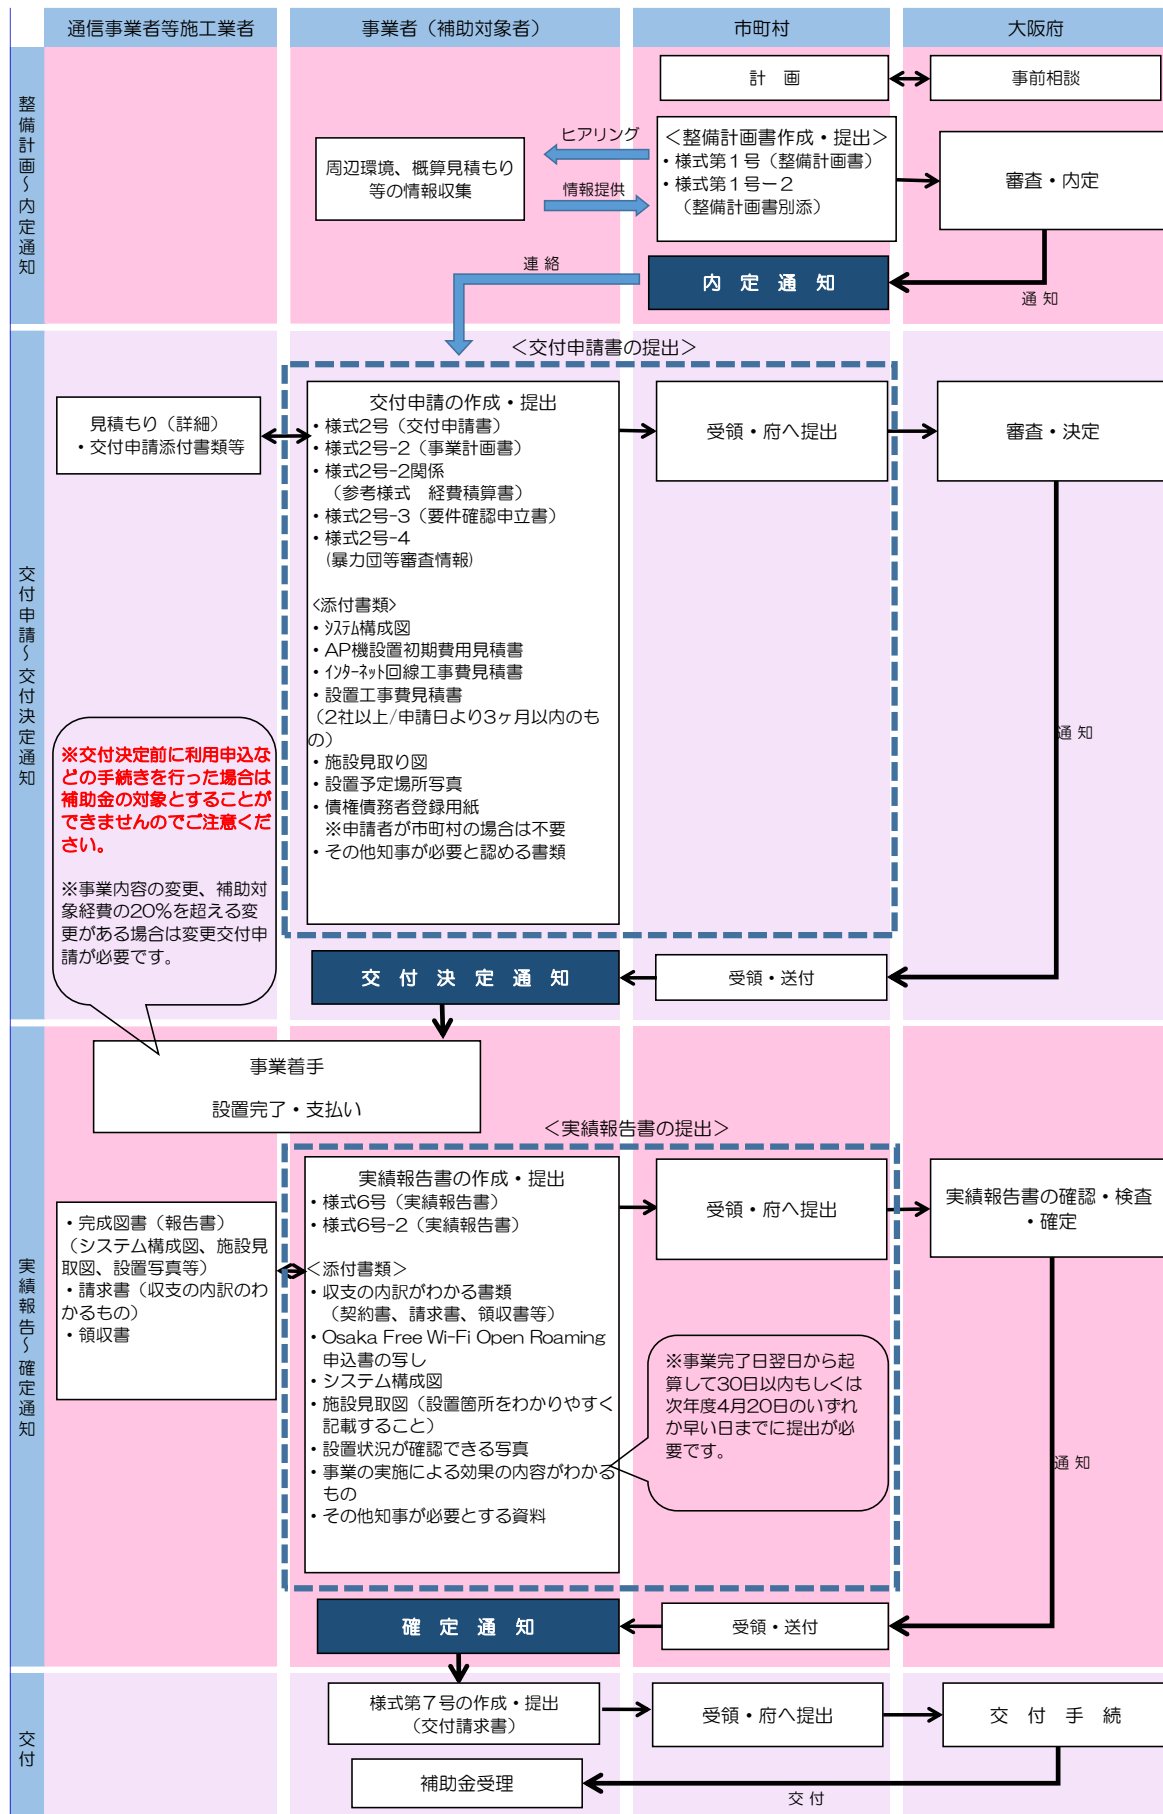 通信事業者等施工業者
事業者（補助対象者）
市町村
大阪府
整備計画～内定通知
計　画
事前相談
ヒアリング
周辺環境、概算見積もり
等の情報収集
情報提供
＜整備計画書作成・提出＞
・様式第１号（整備計画書）
・様式第１号ー２
（整備計画書別添）
審査・内定
連 絡
内　定　通　知
通 知
交付申請～交付決定通知
＜交付申請書の提出＞
見積もり（詳細）
・交付申請添付書類等
交付申請の作成・提出
・様式2号（交付申請書）
・様式2号-2（事業計画書）
・様式2号-2関係
（参考様式　経費積算書）
・様式2号-3（要件確認申立書）
・様式2号-4
(暴力団等審査情報)
<添付書類>
・ｼｽﾃﾑ構成図
・AP機設置初期費用見積書
・ｲﾝﾀｰﾈｯﾄ回線工事費見積書
・設置工事費見積書
（2社以上/申請日より3ヶ月以内のも
の）
・施設見取り図
・設置予定場所写真
・債権債務者登録用紙
※申請者が市町村の場合は不要
・その他知事が必要と認める書類
受領・府へ提出
審査・決定
通 知
※交付決定前に利用申込な
どの手続きを行った場合は
補助金の対象とすることが
できませんのでご注意くだ
さい。
※事業内容の変更、補助対
象経費の20％を超える変
更がある場合は変更交付申
請が必要です。
交　付　決　定　通　知
受領・送付
実績報告～確定通知
事業着手
設置完了・支払い
＜実績報告書の提出＞
・完成図書（報告書）
（システム構成図、施設見
取図、設置写真等）
・請求書（収支の内訳のわ
かるもの）
・領収書
実績報告書の作成・提出
・様式6号（実績報告書）
・様式6号-2（実績報告書）
＜添付書類＞
・収支の内訳がわかる書類
（契約書、請求書、領収書等）
・Osaka Free Wi-Fi Open Roaming
申込書の写し
・システム構成図
・施設見取図（設置箇所をわかりやすく
記載すること）
・設置状況が確認できる写真
・事業の実施による効果の内容がわかる
もの
・その他知事が必要とする資料
受領・府へ提出
実績報告書の確認・検査
・確定
※事業完了日翌日から起
算して30日以内もしくは
次年度4月20日のいずれ
か早い日までに提出が必
要です。
通 知
確　定　通　知
受領・送付
交付
様式第７号の作成・提出
（交付請求書）
受領・府へ提出
交　付　手　続
補助金受理
交 付